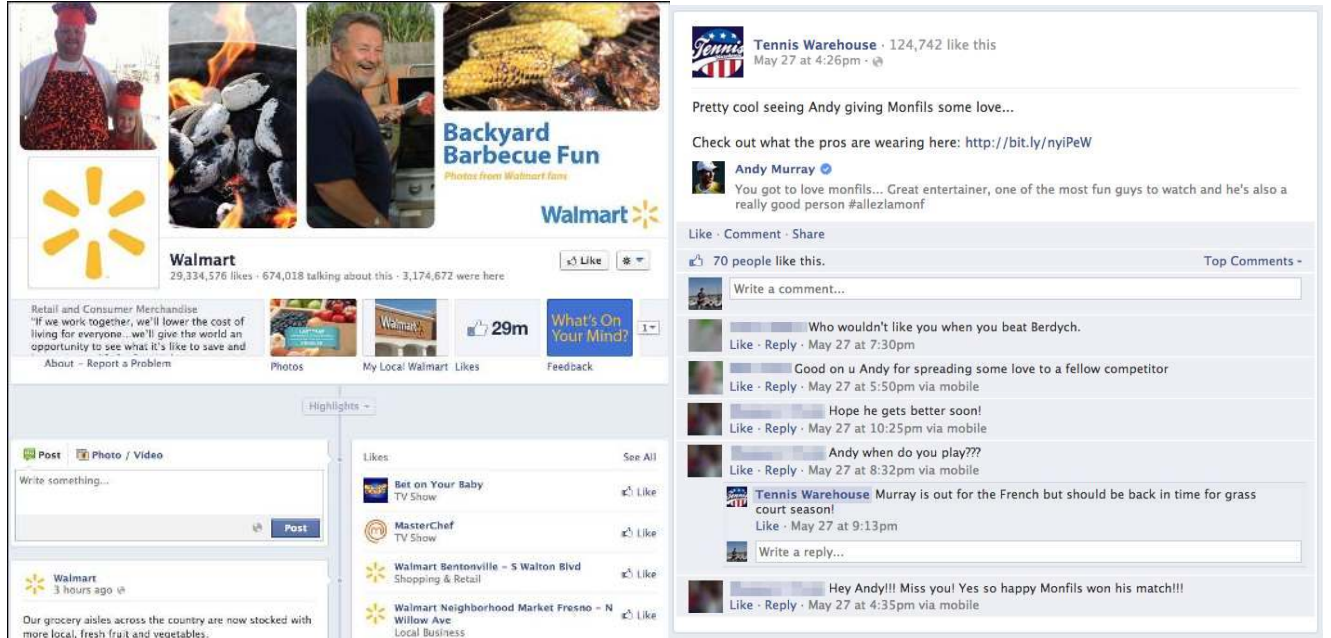 Backyard
Barbecue Fun
Photos from Walmart fans
Walmart
Walmart
29,334,576 likes · 674,018 talking about this · 3,174,672 were here
Like
Retail and Consumer Merchandise
"If we work together, we'll lower the cost of
living for everyone...we'll give the world an
opportunity to see what it's like to save and
About – Report a Problem
Walmart
29m
What's On
Your Mind?
1
Photos
My Local Walmart
Likes
Feedback
Highlights
Post
Photo / Video
Write something...
Post
Walmart
3 hours ago
Our grocery aisles across the country are now stocked with
more local, fresh fruit and vegetables.
Likes
See All
Bet on Your Baby
TV Show
Like
MasterChef
TV Show
Like
Walmart Bentonville – S Walton Blvd
Shopping & Retail
Like
Walmart Neighborhood Market Fresno – N
Willow Ave
Local Business
Like
Tennis
Tennis Warehouse · 124,742 like this
May 27 at 4:26pm ·
Pretty cool seeing Andy giving Monfils some love...
Check out what the pros are wearing here: http://bit.ly/nyiPeW
Andy Murray
You got to love monfils... Great entertainer, one of the most fun guys to watch and he's also a
really good person #allezlamonf
Like · Comment · Share
70 people like this.
Top Comments
Write a comment...
Who wouldn't like you when you beat Berdych.
Like · Reply · May 27 at 7:30pm
Good on u Andy for spreading some love to a fellow competitor
Like · Reply · May 27 at 5:50pm via mobile
Hope he gets better soon!
Like · Reply · May 27 at 10:25pm via mobile
Andy when do you play???
Like · Reply · May 27 at 8:32pm via mobile
Tennis Warehouse Murray is out for the French but should be back in time for grass
court season!
Like · May 27 at 9:13pm
Write a reply...
Hey Andy!!! Miss you! Yes so happy Monfils won his match!!!
Like · Reply · May 27 at 4:35pm via mobile